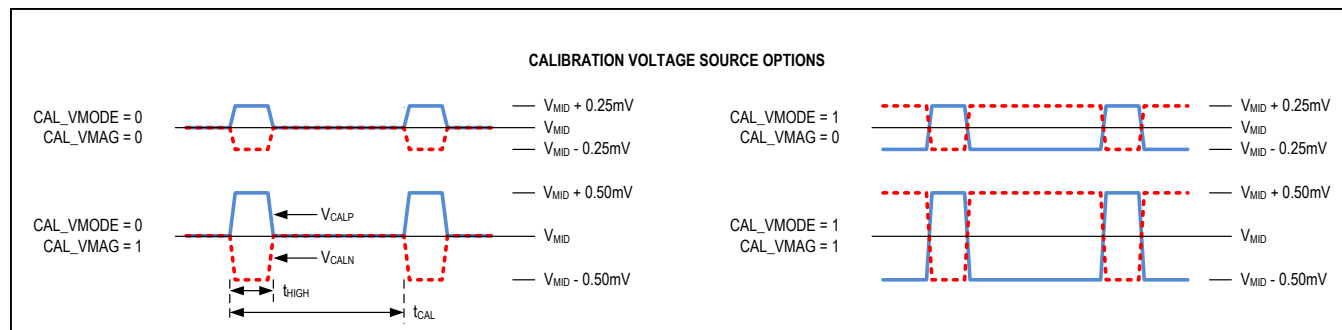 CALIBRATION VOLTAGE SOURCE OPTIONS
CAL_VMODE = 0
CAL_VMAG = 0
VMID + 0.25mV
VMID
VMID - 0.25mV
CAL_VMODE = 0
CAL_VMAG = 1
VCALP
VCALN
tHIGH
tCAL
VMID + 0.50mV
VMID
VMID - 0.50mV
CAL_VMODE = 1
CAL_VMAG = 0
VMID + 0.25mV
VMID
VMID - 0.25mV
CAL_VMODE = 1
CAL_VMAG = 1
VMID + 0.50mV
VMID
VMID - 0.50mV